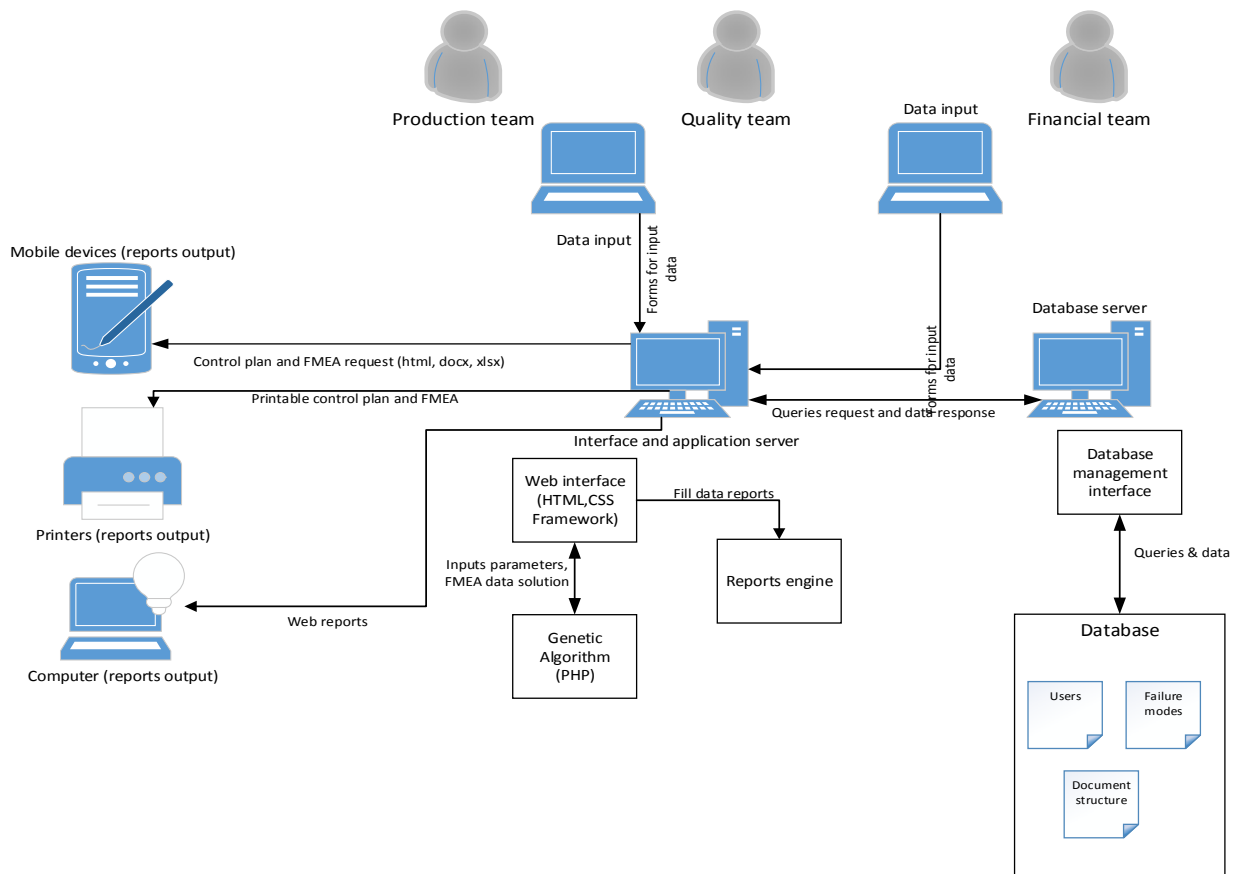 Production team
Quality team
Financial team
Data input
Data input
Forms for input
data
Mobile devices (reports output)
Database server
Control plan and FMEA request (html, docx, xlsx)
Forms for input
data
Printable control plan and FMEA
Queries request and data response
Interface and application server
Web interface
(HTML,CSS
Framework)
Fill data reports
Database
management
interface
Printers (reports output)
Inputs parameters,
FMEA data solution
Reports engine
Queries & data
Web reports
Genetic
Algorithm
(PHP)
Database
Computer (reports output)
Users
Failure
modes
Document
structure